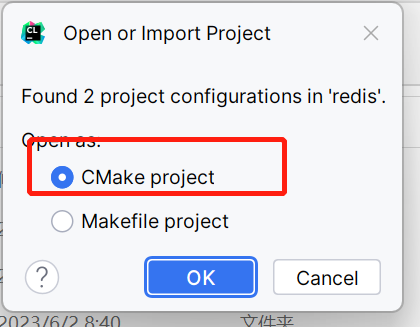 CL
Open or Import Project
Found 2 project configurations in 'redis'.
Open as:
CMake project
Makefile project
?
OK
Cancel
2023/6/2 8:40
文件夹